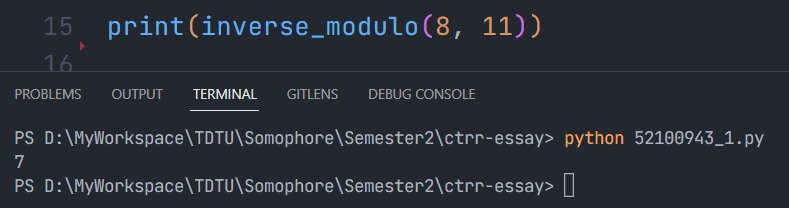 15 print(inverse_modulo(8, 11))
16
PROBLEMS OUTPUT TERMINAL GITLENS DEBUG CONSOLE
PS D:\MyWorkspace\TDTU\Somophore\Semester2\ctrr-essay> python 52100943_1.py
7
PS D:\MyWorkspace\TDTU\Somophore\Semester2\ctrr-essay>